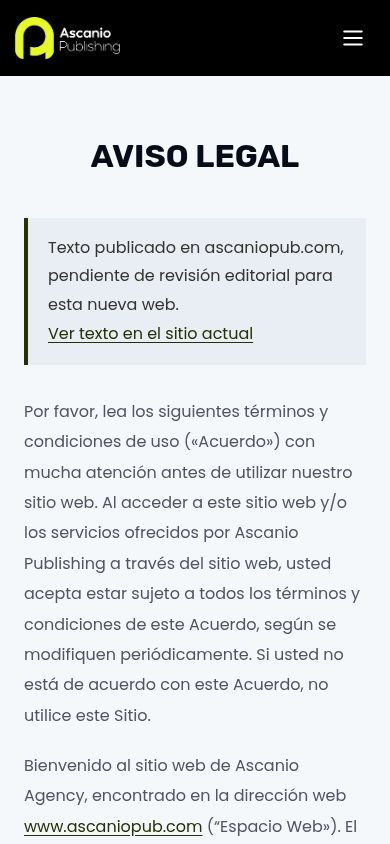 Ascanio
Publishing
AVISO LEGAL
Texto publicado en ascaniopub.com,
pendiente de revisión editorial para
esta nueva web.
Ver texto en el sitio actual
Por favor, lea los siguientes términos y
condiciones de uso («Acuerdo») con
mucha atención antes de utilizar nuestro
sitio web. Al acceder a este sitio web y/o
los servicios ofrecidos por Ascanio
Publishing a través del sitio web, usted
acepta estar sujeto a todos los términos y
condiciones de este Acuerdo, según se
modifiquen periódicamente. Si usted no
está de acuerdo con este Acuerdo, no
utilice este Sitio.
Bienvenido al sitio web de Ascanio
Agency, encontrado en la dirección web
www.ascaniopub.com (“Espacio Web»). El